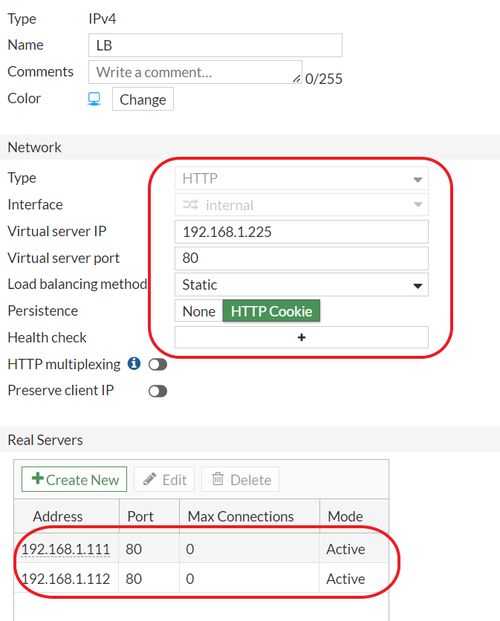 Type IPv4
Name LB
Comments Write a comment... 0/255
Color Change
Network
Type HTTP
Interface internal
Virtual server IP 192.168.1.225
Virtual server port 80
Load balancing method Static
Persistence None HTTP Cookie
Health check +
HTTP multiplexing i
Preserve client IP
Real Servers
+Create New Edit Delete
Address Port Max Connections Mode
192.168.1.111 80 0 Active
192.168.1.112 80 0 Active